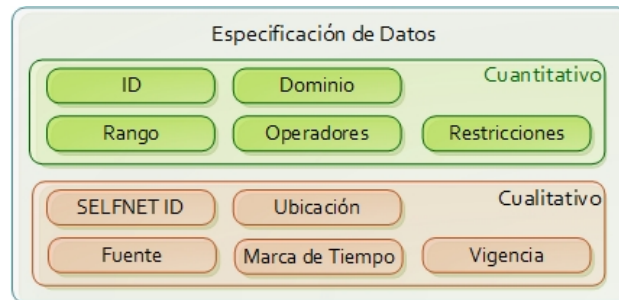 Especificación de Datos
Cuantitativo
ID
Dominio
Rango
Operadores
Restricciones
Cualitativo
SELFNET ID
Ubicación
Fuente
Marca de Tiempo
Vigencia